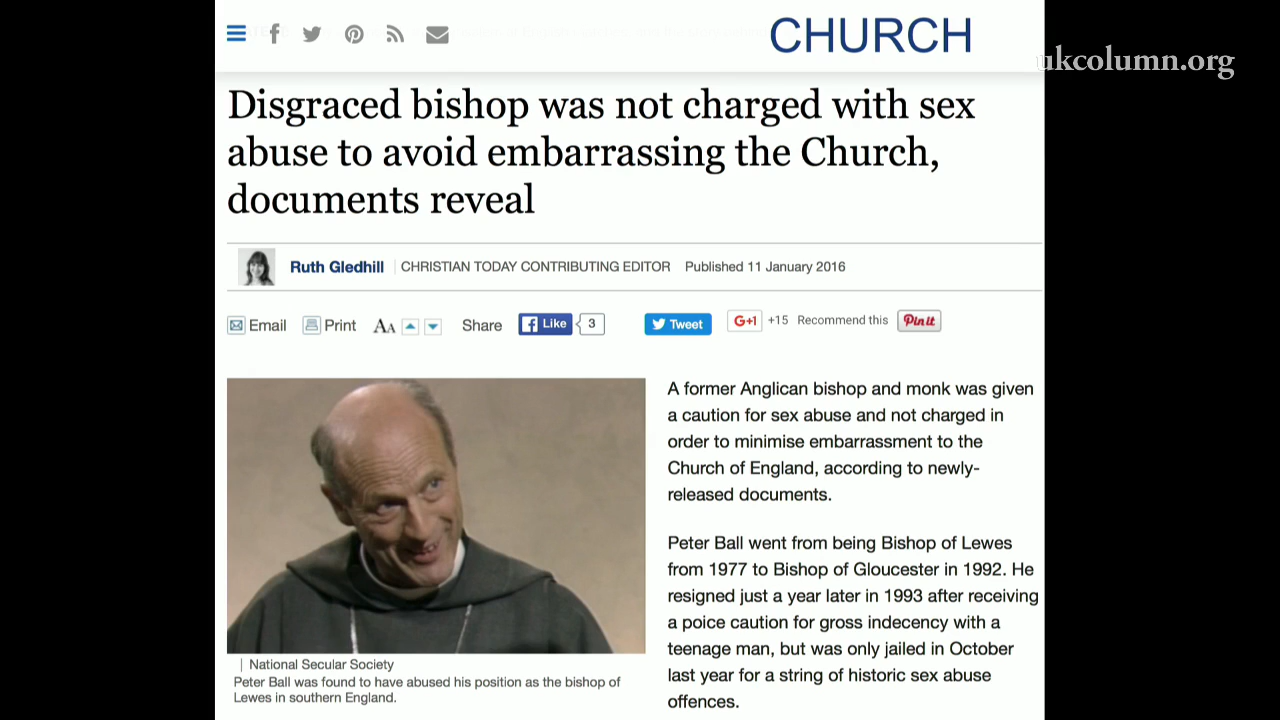 CHURCH
ukcolumn.org
Disgraced bishop was not charged with sex
abuse to avoid embarrassing the Church,
documents reveal
Ruth Gledhill | CHRISTIAN TODAY CONTRIBUTING EDITOR Published 11 January 2016
Email Print AA Share Like 3 Tweet G+1 +15 Recommend this Pin it
A former Anglican bishop and monk was given
a caution for sex abuse and not charged in
order to minimise embarrassment to the
Church of England, according to newly-
released documents.
Peter Ball went from being Bishop of Lewes
from 1977 to Bishop of Gloucester in 1992. He
resigned just a year later in 1993 after receiving
a poice caution for gross indecency with a
teenage man, but was only jailed in October
last year for a string of historic sex abuse
offences.
| National Secular Society
Peter Ball was found to have abused his position as the bishop of
Lewes in southern England.